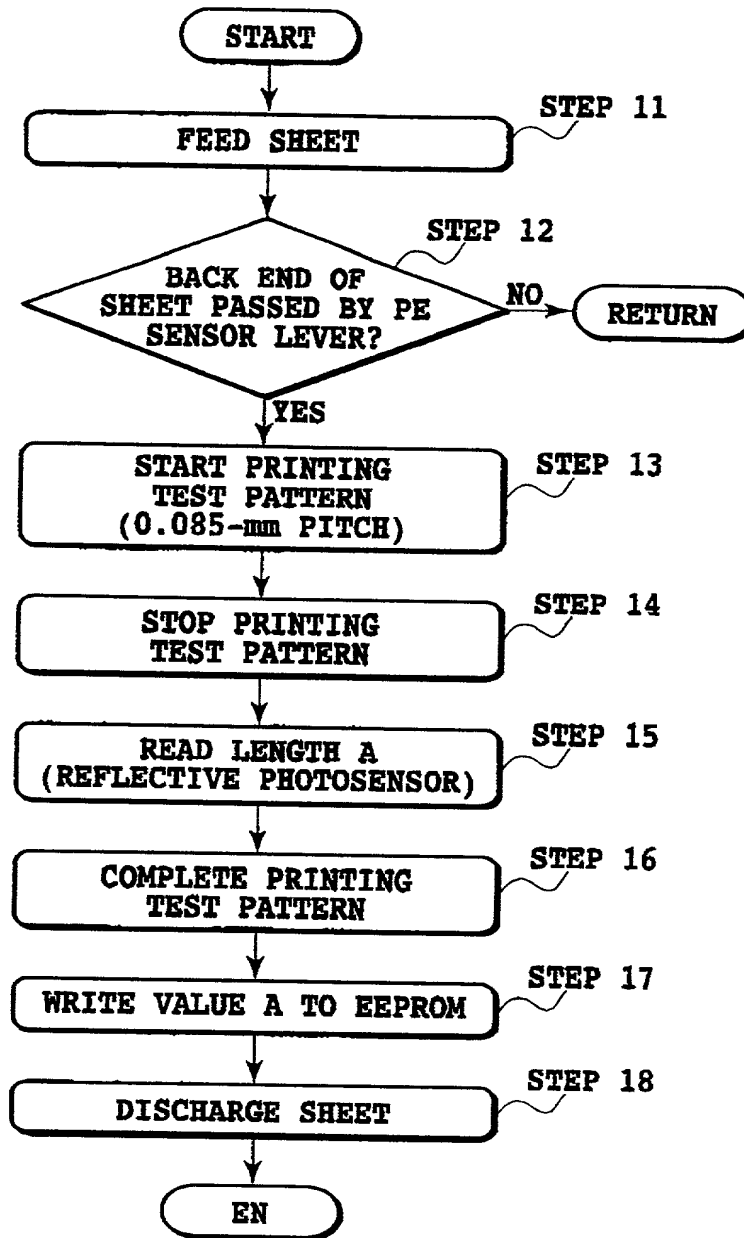 START
STEP 11
FEED SHEET
STEP 12
BACK END OF
SHEET PASSED BY PE
SENSOR LEVER?
NO
RETURN
YES
STEP 13
START PRINTING
TEST PATTERN
(0.085-mm PITCH)
STEP 14
STOP PRINTING
TEST PATTERN
STEP 15
READ LENGTH A
(REFLECTIVE PHOTOSENSOR)
STEP 16
COMPLETE PRINTING
TEST PATTERN
STEP 17
WRITE VALUE A TO EEPROM
STEP 18
DISCHARGE SHEET
EN